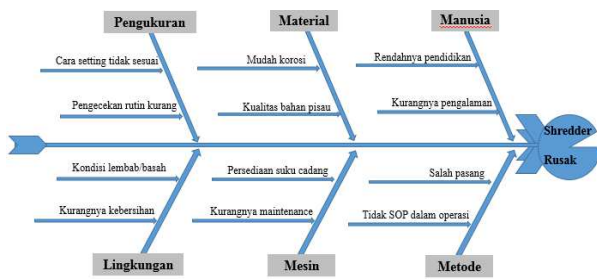 Pengukuran
Material
Manusia
Cara setting tidak sesuai
Mudah korosi
Rendahnya pendidikan
Pengecekan rutin kurang
Kualitas bahan pisau
Kurangnya pengalaman
Shredder
Rusak
Kondisi lembab/basah
Persediaan suku cadang
Salah pasang
Kurangnya kebersihan
Kurangnya maintenance
Tidak SOP dalam operasi
Lingkungan
Mesin
Metode